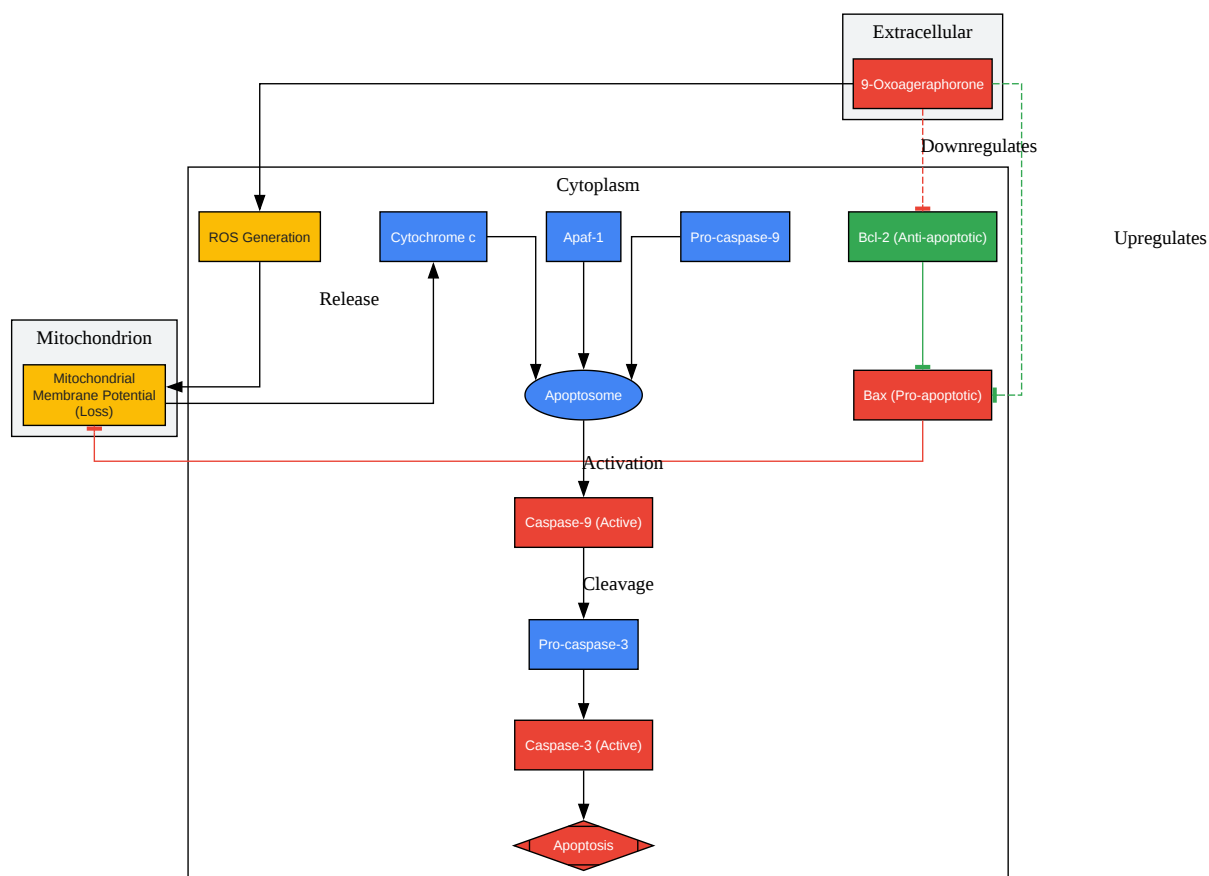 Extracellular
9-Oxoageraphorone
Downregulates
Cytoplasm
ROS Generation
Cytochrome c
Apaf-1
Pro-caspase-9
Bcl-2 (Anti-apoptotic)
Upregulates
Release
Mitochondrion
Mitochondrial
Membrane Potential
(Loss)
Apoptosome
Bax (Pro-apoptotic)
Activation
Caspase-9 (Active)
Cleavage
Pro-caspase-3
Caspase-3 (Active)
Apoptosis